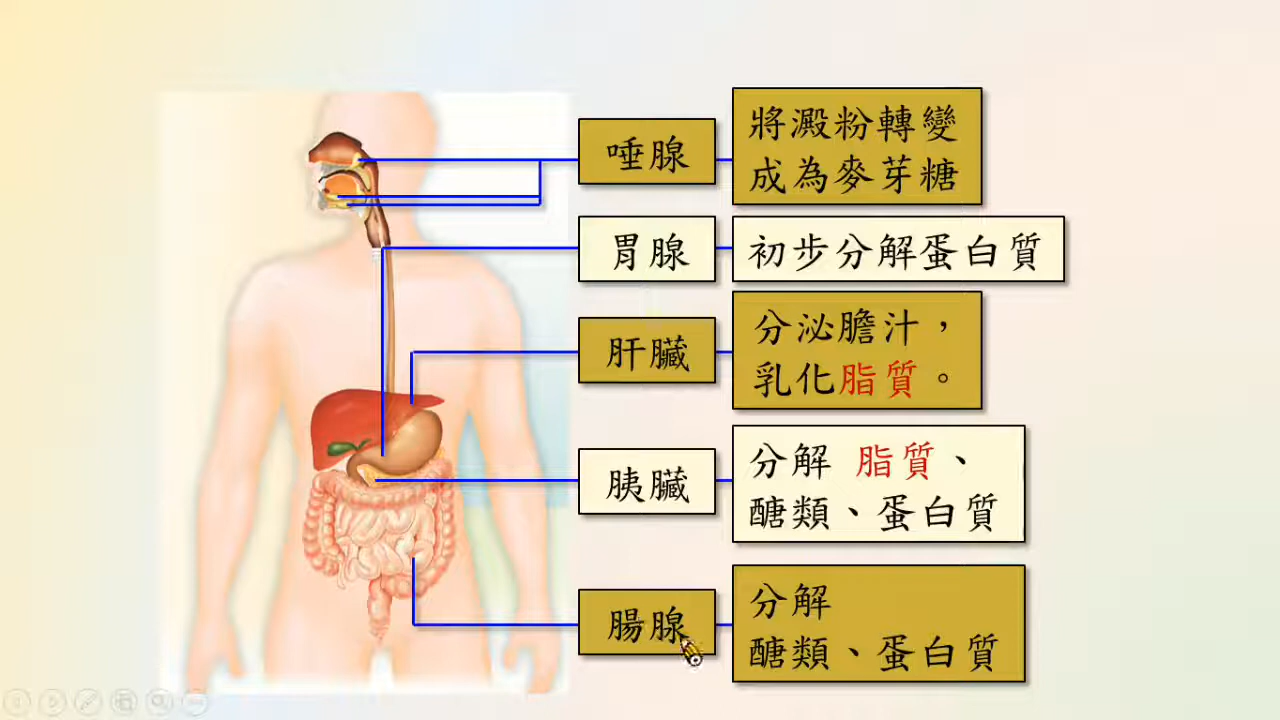 唾腺
將澱粉轉變
成為麥芽糖
胃腺
初步分解蛋白質
肝臟
分泌膽汁，
乳化脂質。
胰臟
分解 脂質、
醣類、蛋白質
腸腺
分解
醣類、蛋白質